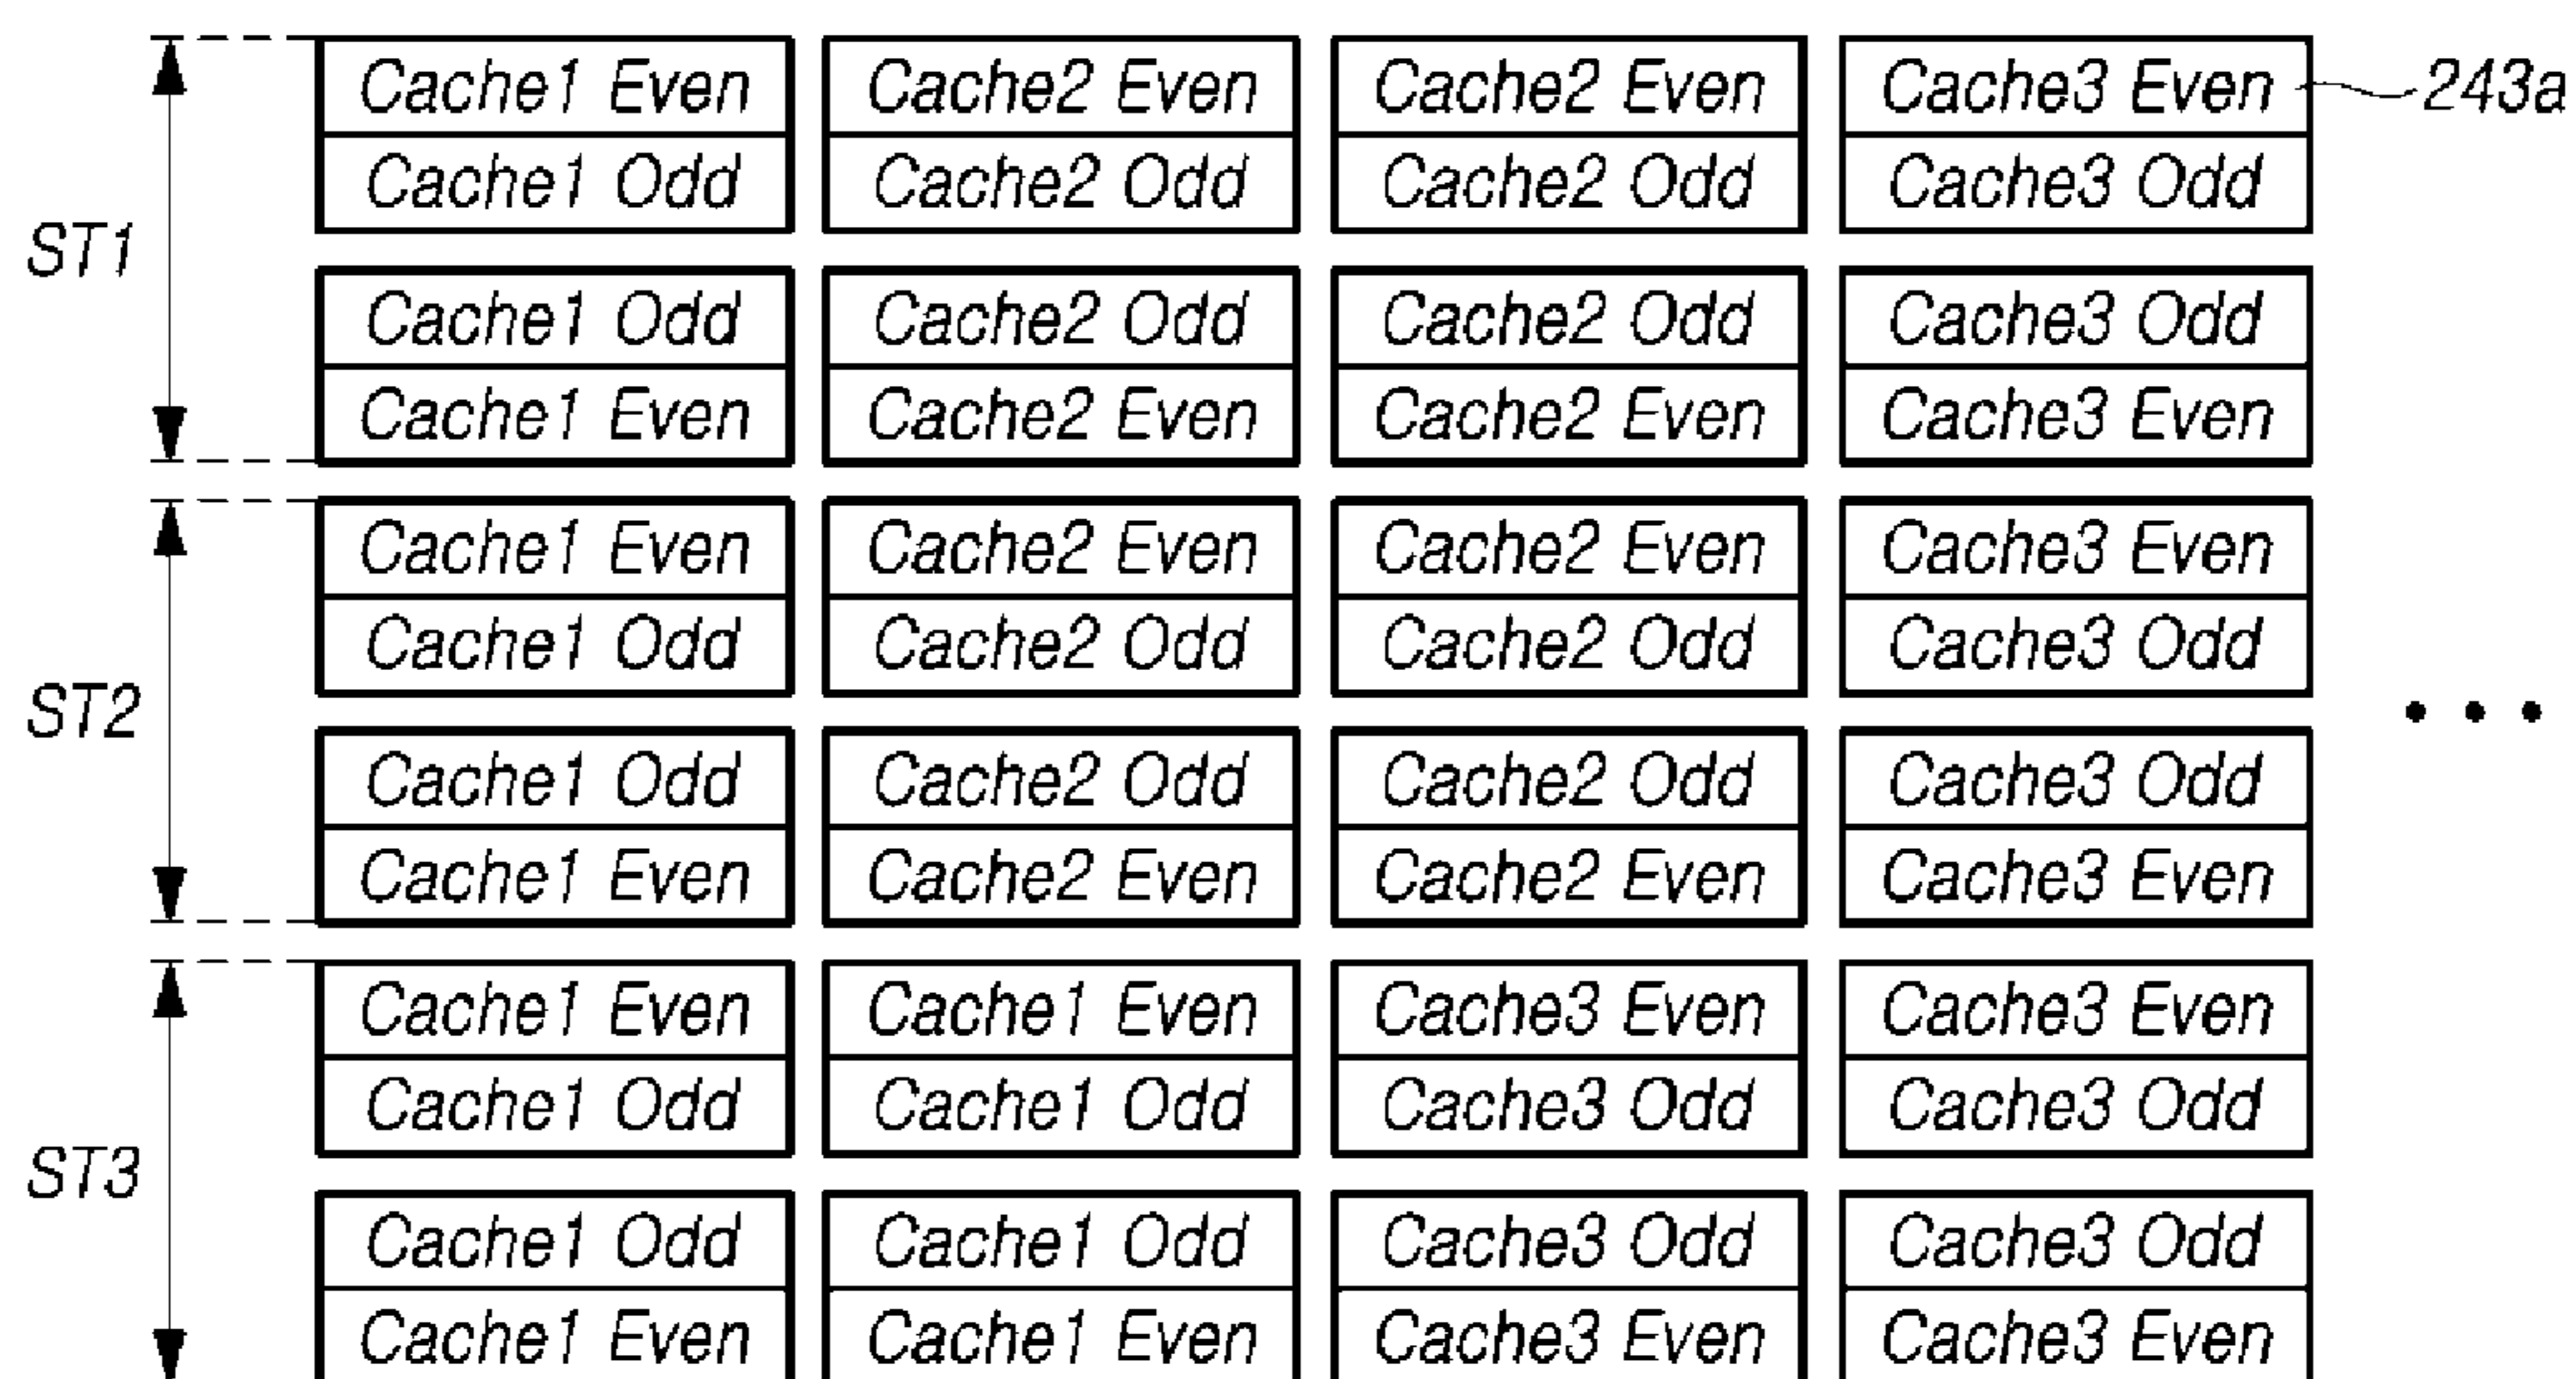 Cache1 Even Cache2 Even Cache2 Even Cache3 Even 243a
Cache1 Odd Cache2 Odd Cache2 Odd Cache3 Odd
ST1
Cache1 Odd Cache2 Odd Cache2 Odd Cache3 Odd
Cache1 Even Cache2 Even Cache2 Even Cache3 Even
Cache1 Even Cache2 Even Cache2 Even Cache3 Even
Cache1 Odd Cache2 Odd Cache2 Odd Cache3 Odd
ST2 • • •
Cache1 Odd Cache2 Odd Cache2 Odd Cache3 Odd
Cache1 Even Cache2 Even Cache2 Even Cache3 Even
Cache1 Even Cache1 Even Cache3 Even Cache3 Even
Cache1 Odd Cache1 Odd Cache3 Odd Cache3 Odd
ST3
Cache1 Odd Cache1 Odd Cache3 Odd Cache3 Odd
Cache1 Even Cache1 Even Cache3 Even Cache3 Even